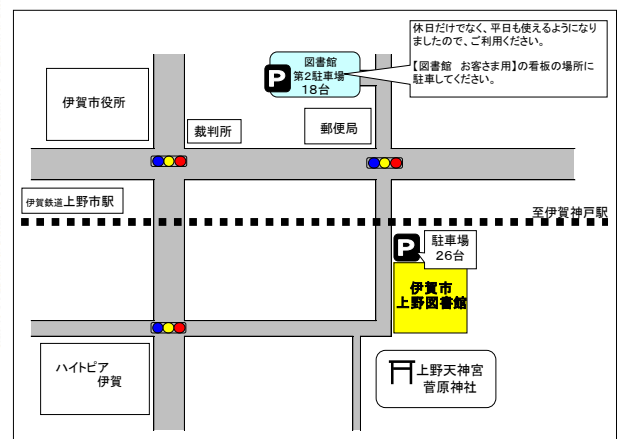 休日だけでなく、平日も使えるようになり
ましたので、ご利用ください。
【図書館　お客さま用】の看板の場所に
駐車してください。
P
図書館
第2駐車場
18台
伊賀市役所
裁判所
郵便局
伊賀鉄道上野市駅
至伊賀神戸駅
P
駐車場
26台
伊賀市
上野図書館
ハイトピア
伊賀
上野天神宮
菅原神社